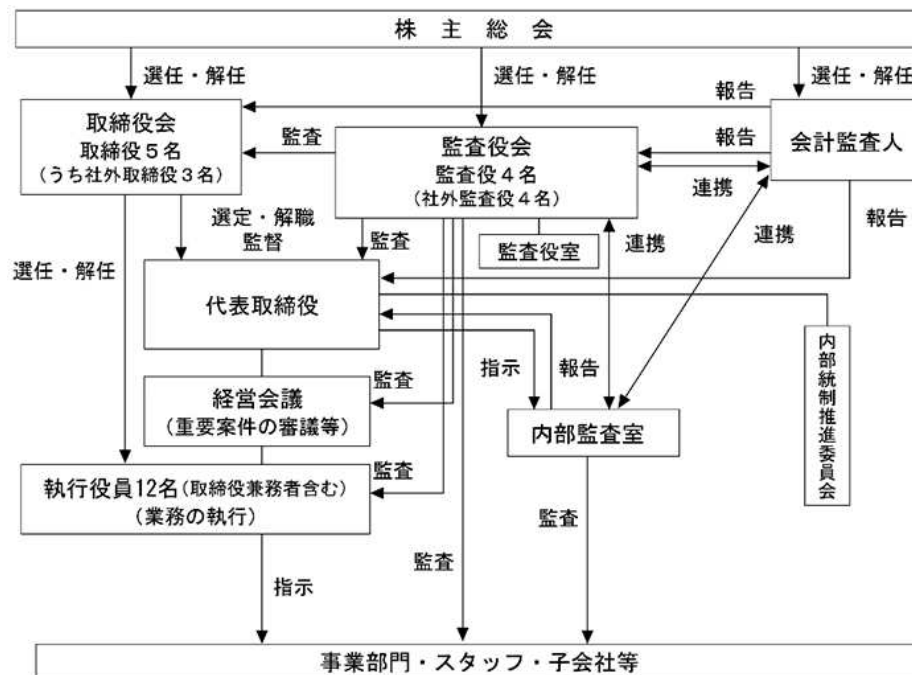 株主総会
選任・解任
選任・解任
選任・解任
報告
取締役会
取締役5名
(うち社外取締役3名)
監査
監査役会
監査役4名
(社外監査役4名)
報告
会計監査人
連携
選定・解職
監督
監査
監査役室
連携
連携
報告
選任・解任
代表取締役
指示
報告
内部統制推進委員会
経営会議
(重要案件の審議等)
監査
内部監査室
執行役員12名(取締役兼務者含む)
(業務の執行)
監査
監査
監査
指示
事業部門・スタッフ・子会社等